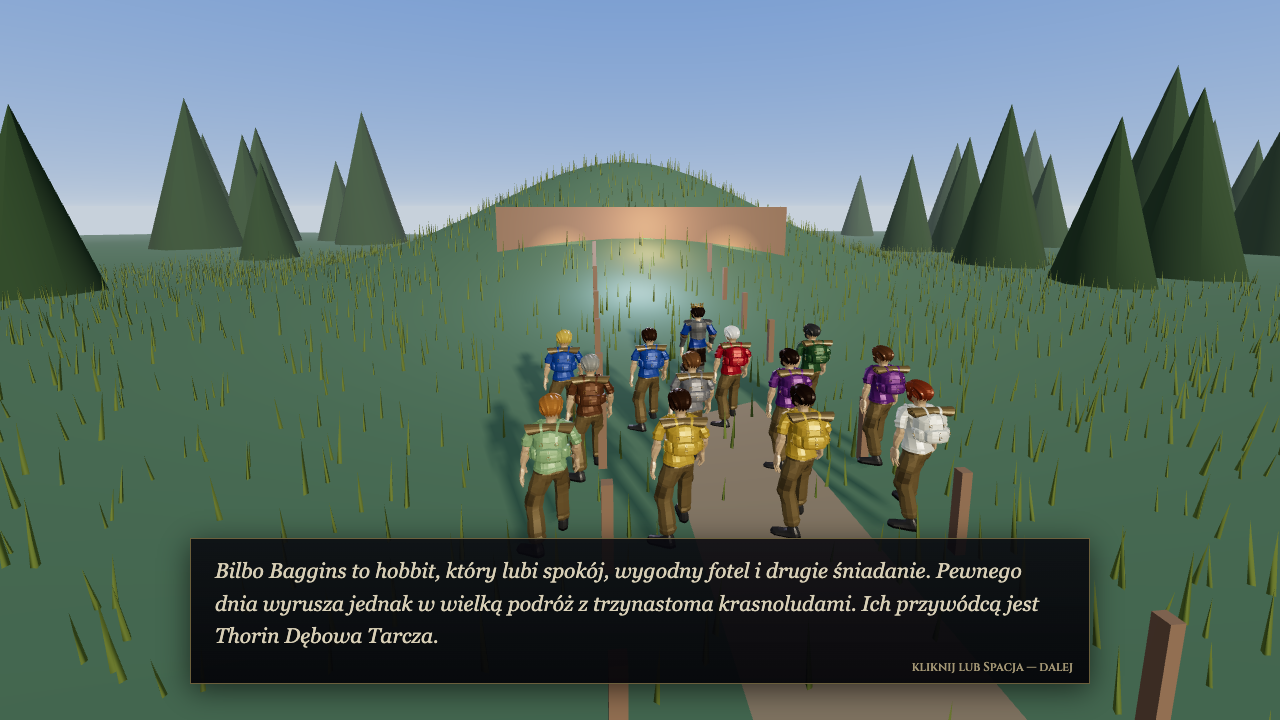 Bilbo Baggins to hobbit, który lubi spokój, wygodny fotel i drugie śniadanie. Pewnego
dnia wyrusza jednak w wielką podróż z trzynastoma krasnoludami. Ich przywódcą jest
Thorin Dębowa Tarcza.
KLIKNIJ LUB SPACJA — DALEJ